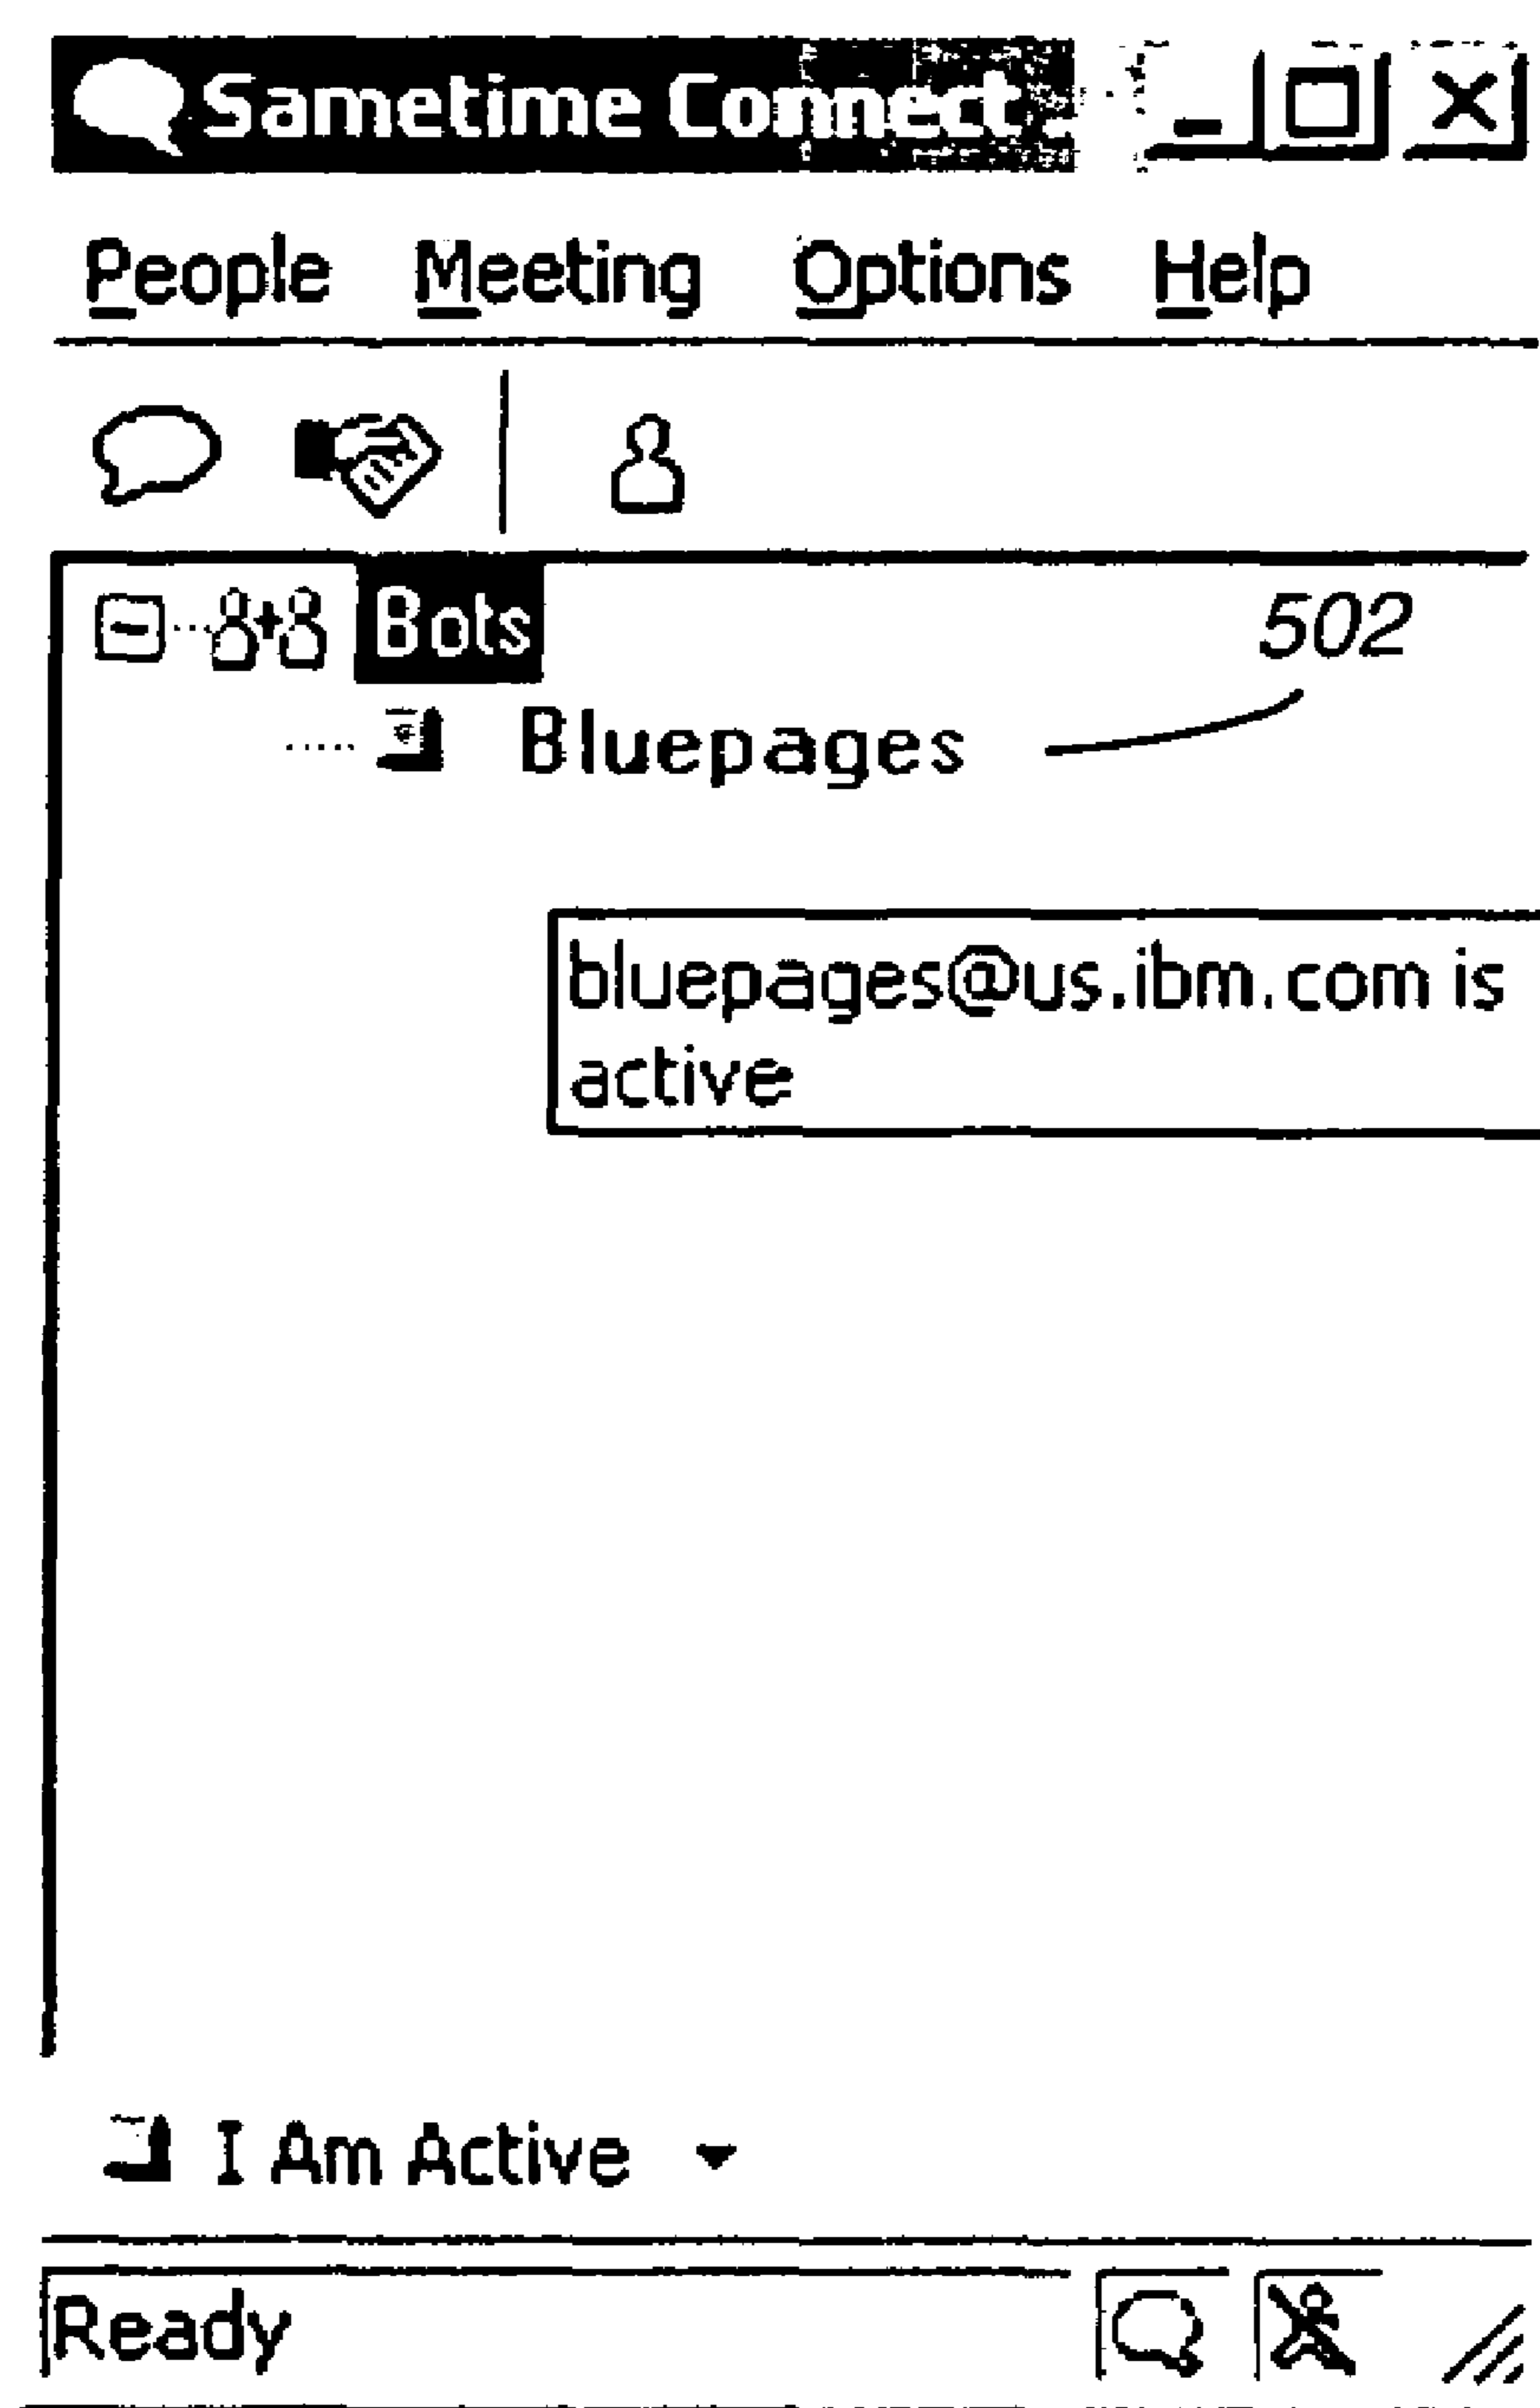 Sametime Connect
People Meeting Options Help
Bots
502
Bluepages
bluepages@us.ibm.com is
active
I Am Active
Ready